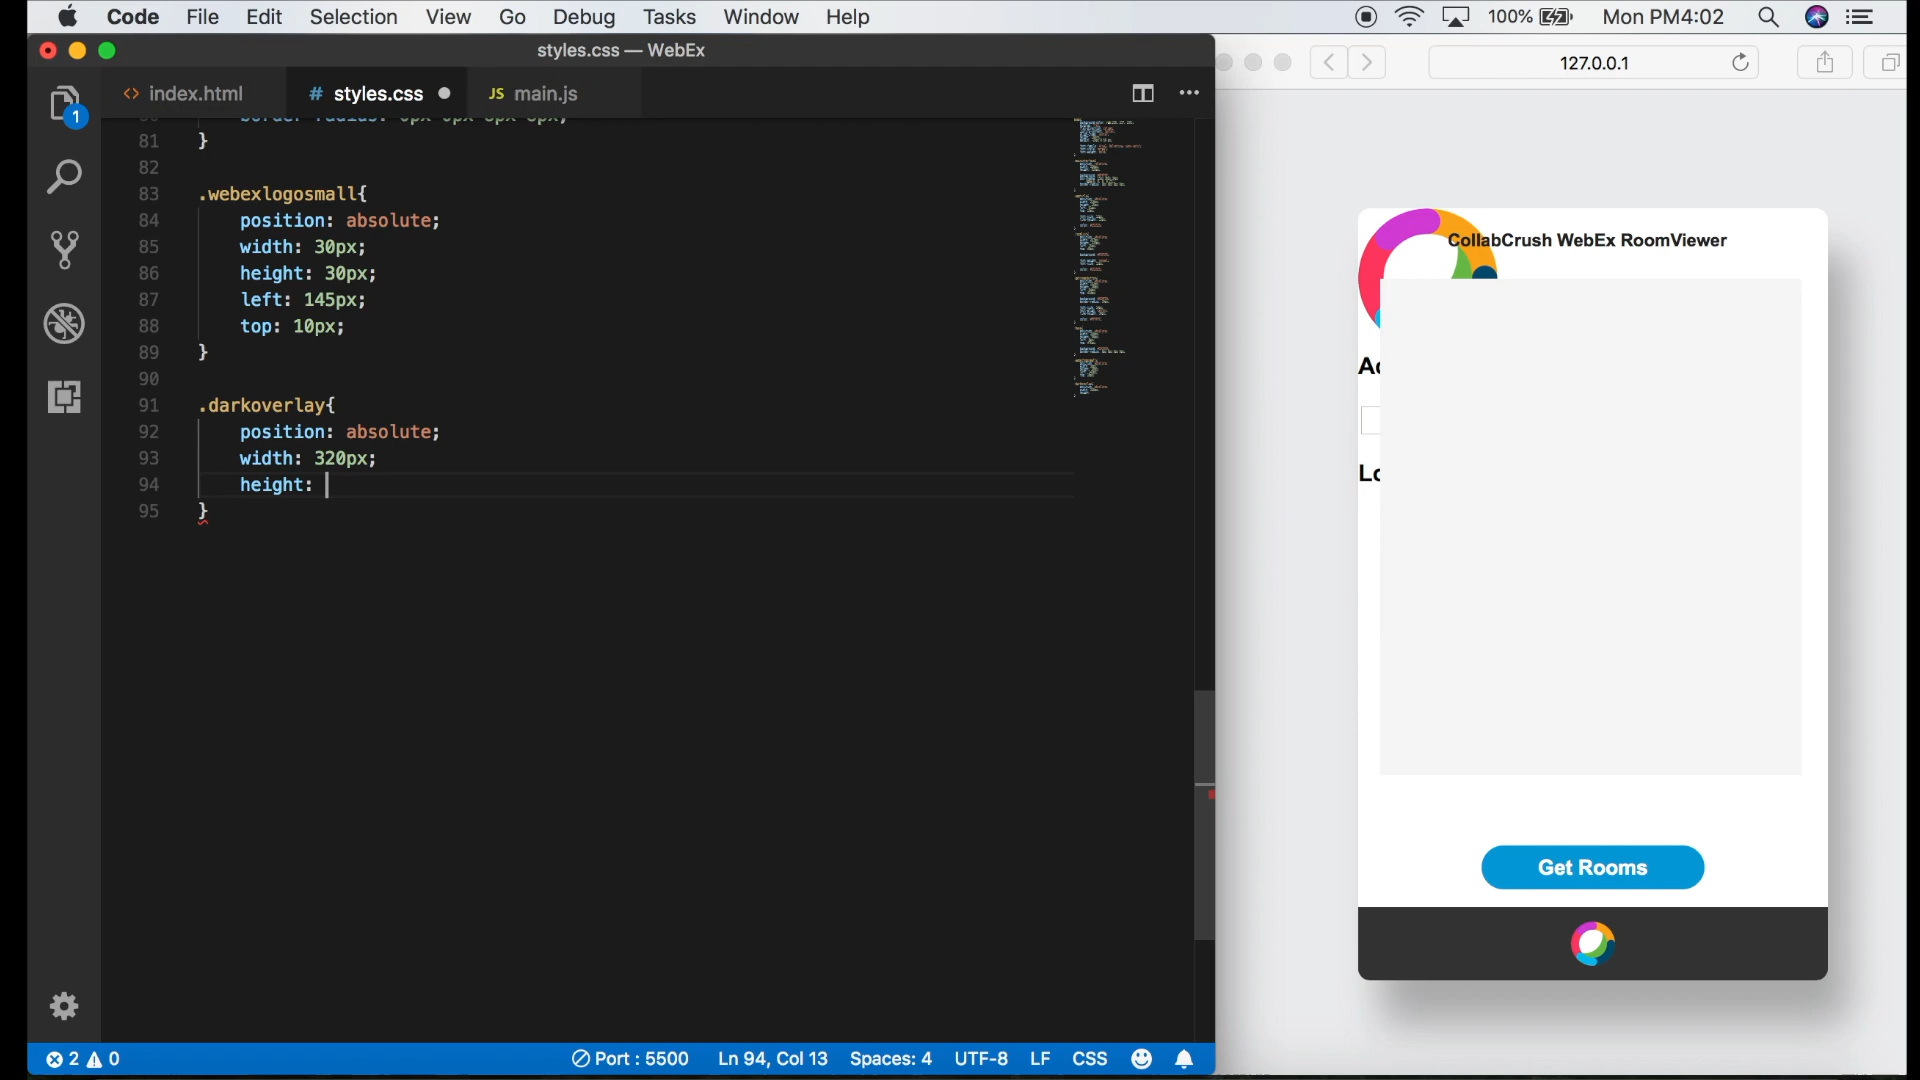 Code File Edit Selection View Go Debug Tasks Window Help
100% Mon PM4:02
styles.css — WebEx
127.0.0.1
<> index.html
# styles.css
JS main.js
1
81 }
82
83 .webexlogosmall{
84 position: absolute;
85 width: 30px;
86 height: 30px;
87 left: 145px;
88 top: 10px;
89 }
90
91 .darkoverlay{
92 position: absolute;
93 width: 320px;
94 height:
95 }
CollabCrush WebEx RoomViewer
Get Rooms
2 0 Port : 5500 Ln 94, Col 13 Spaces: 4 UTF-8 LF CSS